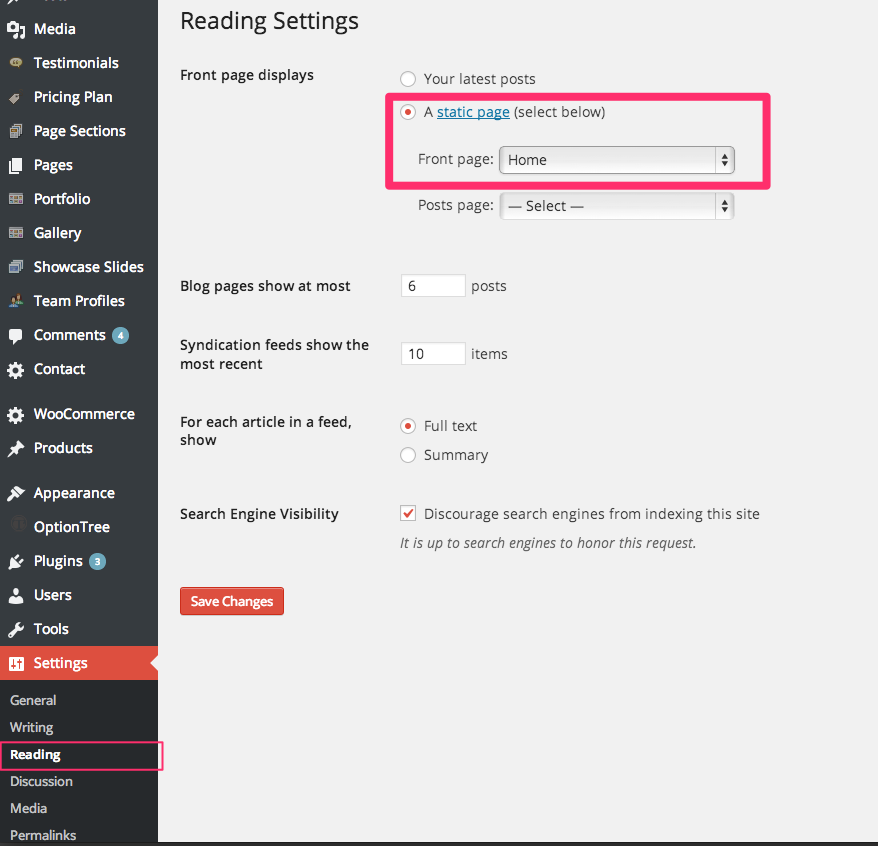 Media
Testimonials
Pricing Plan
Page Sections
Pages
Portfolio
Gallery
Showcase Slides
Team Profiles
Comments 4
Contact
WooCommerce
Products
Appearance
OptionTree
Plugins 3
Users
Tools
Settings
General
Writing
Reading
Discussion
Media
Permalinks
Reading Settings
Front page displays
Your latest posts
A static page (select below)
Front page: Home
Posts page: — Select —
Blog pages show at most
6 posts
Syndication feeds show the
most recent
10 items
For each article in a feed,
show
Full text
Summary
Search Engine Visibility
Discourage search engines from indexing this site
It is up to search engines to honor this request.
Save Changes